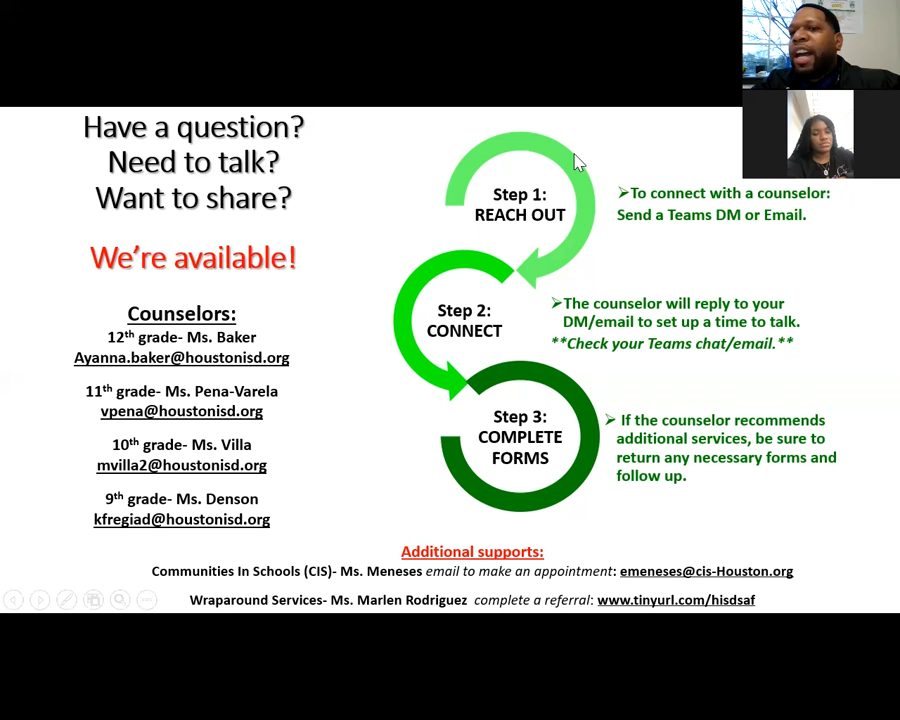 Have a question?
Need to talk?
Want to share?
We're available!
Counselors:
12th grade- Ms. Baker
Ayanna.baker@houstonisd.org
11th grade- Ms. Pena-Varela
vpena@houstonisd.org
10th grade- Ms. Villa
mvilla2@houstonisd.org
9th grade- Ms. Denson
kfregiad@houstonisd.org
Step 1:
REACH OUT
➢To connect with a counselor:
Send a Teams DM or Email.
Step 2:
CONNECT
➢The counselor will reply to your
DM/email to set up a time to talk.
**Check your Teams chat/email.**
Step 3:
COMPLETE
FORMS
➢ If the counselor recommends
additional services, be sure to
return any necessary forms and
follow up.
Additional supports:
Communities In Schools (CIS)- Ms. Meneses email to make an appointment: emeneses@cis-Houston.org
Wraparound Services- Ms. Marlen Rodriguez complete a referral: www.tinyurl.com/hisdsaf